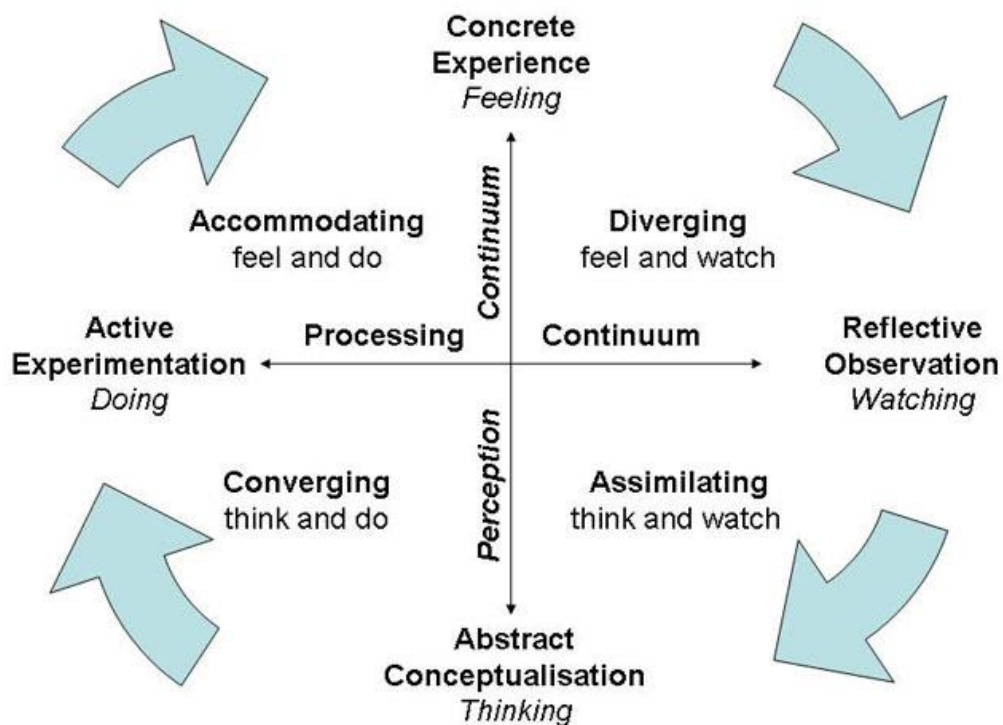 Concrete
Experience
Feeling
Continuum
Accommodating
feel and do
Diverging
feel and watch
Active
Experimentation
Doing
Processing
Continuum
Reflective
Observation
Watching
Perception
Converging
think and do
Assimilating
think and watch
Abstract
Conceptualisation
Thinking